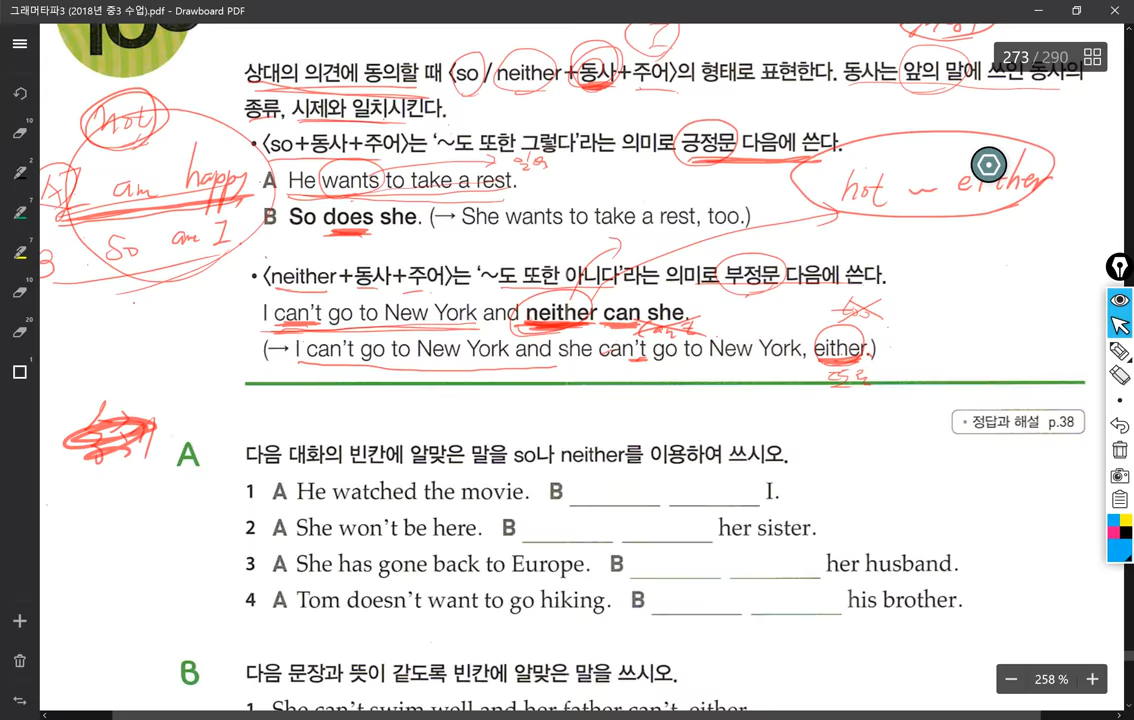 그래머타파3 (2018년 중3 수업).pdf - Drawboard PDF
273 / 290
상대의 의견에 동의할 때 〈so / neither+동사+주어〉의 형태로 표현한다. 동사는 앞의 말에 쓰인 동사의
종류, 시제와 일치시킨다.
not
• 〈so+동사+주어〉는 ‘~도 또한 그렇다’라는 의미로 긍정문 다음에 쓴다.
A He wants to take a rest.
am happy
not ~ either
B So does she. (→ She wants to take a rest, too.)
So am I
B
• 〈neither+동사+주어〉는 ‘~도 또한 아니다’라는 의미로 부정문 다음에 쓴다.
I can't go to New York and neither can she.
too
can't
(→ I can't go to New York and she can't go to New York, either.)
• 정답과 해설 p.38
A 다음 대화의 빈칸에 알맞은 말을 so나 neither를 이용하여 쓰시오.
1 A He watched the movie. B ________ ________ I.
2 A She won't be here. B ________ ________ her sister.
3 A She has gone back to Europe. B ________ ________ her husband.
4 A Tom doesn't want to go hiking. B ________ ________ his brother.
B 다음 문장과 뜻이 같도록 빈칸에 알맞은 말을 쓰시오.
258 %
1 She can't swim well and her father can't, either.